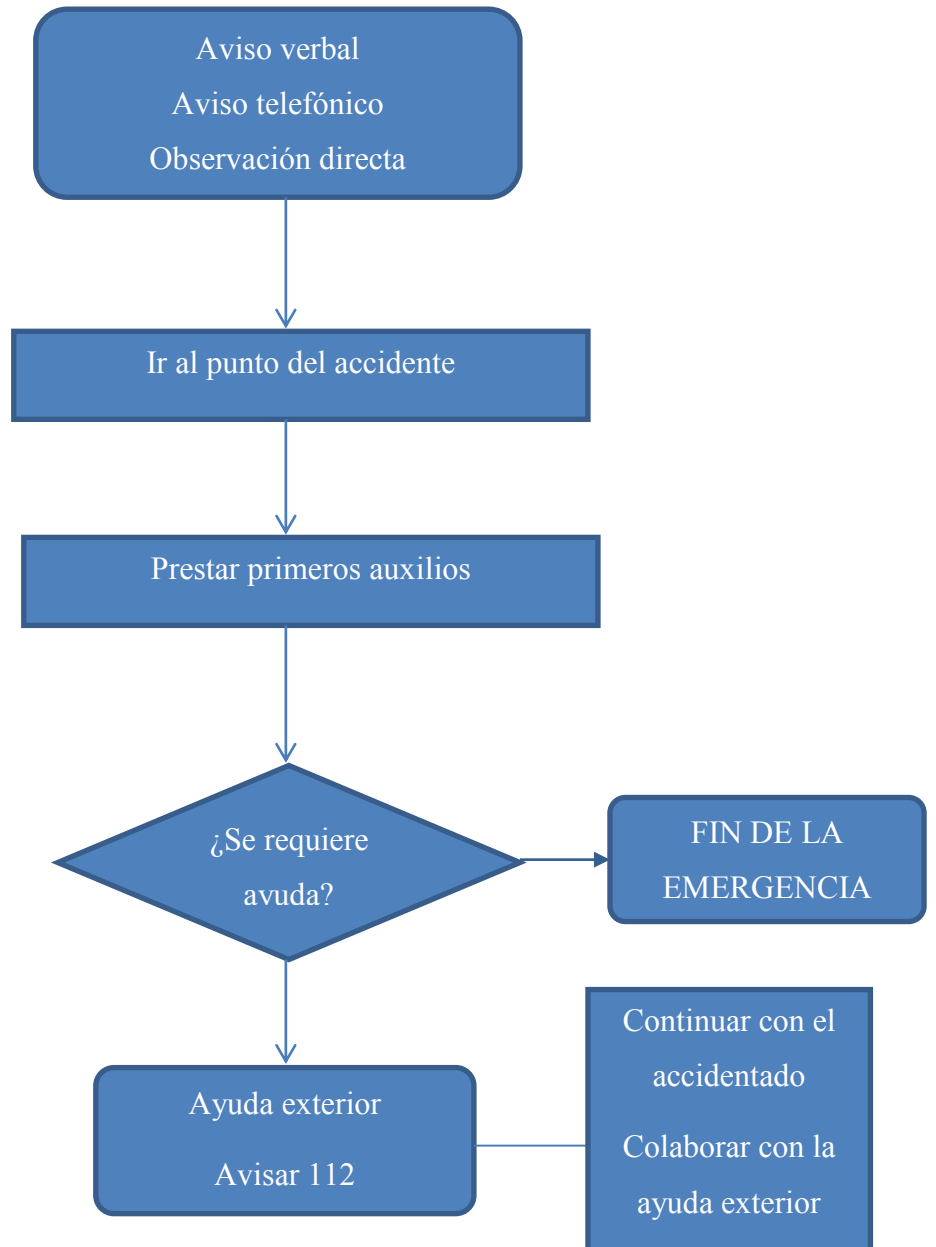 Aviso verbal
Aviso telefónico
Observación directa
Ir al punto del accidente
Prestar primeros auxilios
¿Se requiere
ayuda?
FIN DE LA
EMERGENCIA
Ayuda exterior
Avisar 112
Continuar con el
accidentado
Colaborar con la
ayuda exterior